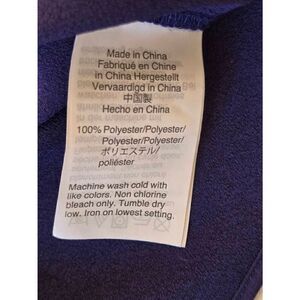 Made in China
Fabriqué en Chine
in China Hergestellt
Vervaardigd in China
中国製
Hecho en China
100% Polyester/Polyester/
Polyester/Polyester/
ポリエステル/
poliéster
Machine wash cold with
like colors. Non chlorine
bleach only. Tumble dry
low. Iron on lowest setting.